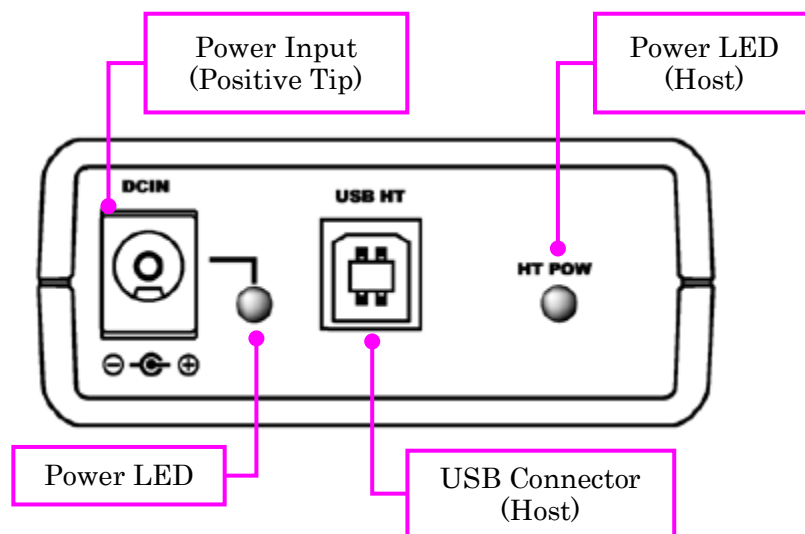 Power Input
(Positive Tip)
Power LED
(Host)
DCIN
USB HT
HT POW
Power LED
USB Connector
(Host)